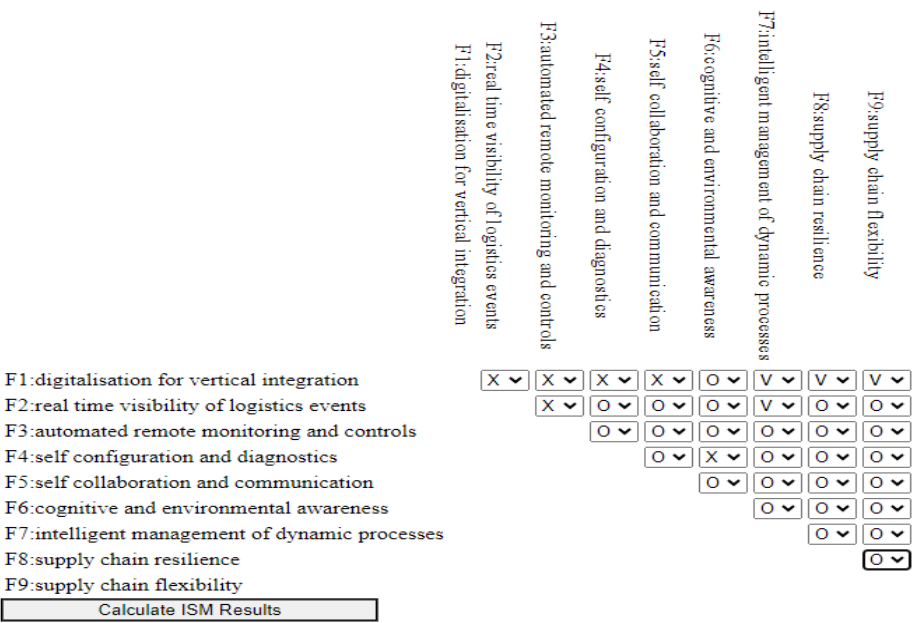 F1:digitalisation for vertical integration
F2:real time visibility of logistics events
F3:automated remote monitoring and controls
F4:self configuration and diagnostics
F5:self collaboration and communication
F6:cognitive and environmental awareness
F7:intelligent management of dynamic processes
F8:supply chain resilience
F9:supply chain flexibility
F1:digitalisation for vertical integration X X X X O V V V
F2:real time visibility of logistics events X O O O V O O
F3:automated remote monitoring and controls O O O O O O
F4:self configuration and diagnostics O X O O O
F5:self collaboration and communication O O O O
F6:cognitive and environmental awareness O O O
F7:intelligent management of dynamic processes O O
F8:supply chain resilience O
F9:supply chain flexibility
Calculate ISM Results